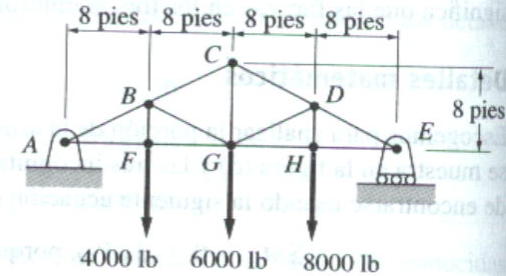 8 pies 8 pies 8 pies 8 pies
C
B D
8 pies
A F G H E
4000 lb 6000 lb 8000 lb